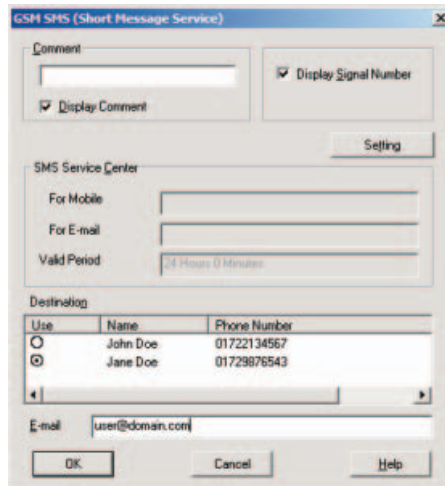 GSM SMS (Short Message Service)
Comment
Display Comment
Display Signal Number
Setting
SMS Service Center
For Mobile
For E-mail
Valid Period 24 Hours 0 Minutes
Destination
Use Name Phone Number
John Doe 01722134567
Jane Doe 01729876543
E-mail user@domain.com
OK Cancel Help